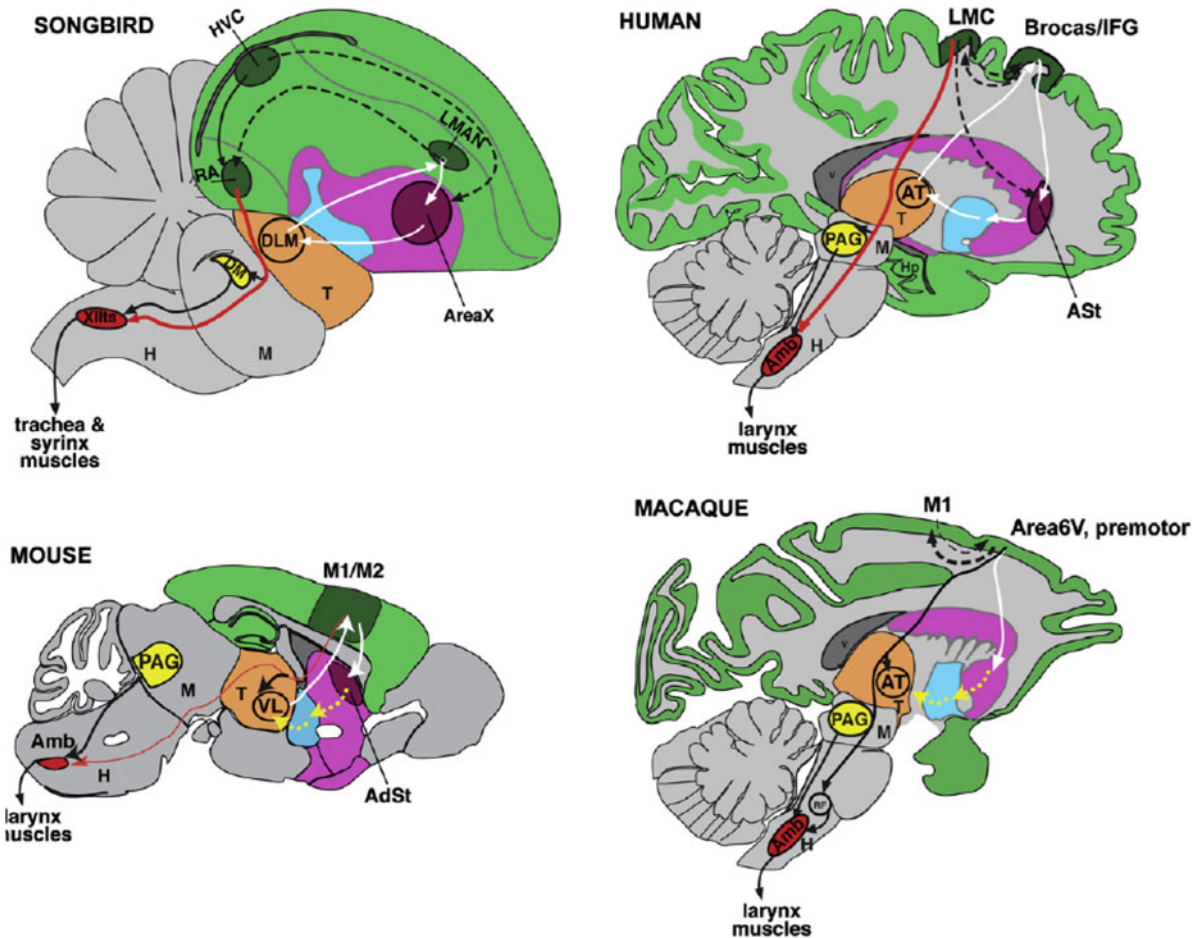 SONGBIRD
HVC
LMAN
RA
DLM
DM
XIIts
T
H
M
AreaX
trachea &
syrinx
muscles
HUMAN
LMC
Brocas/IFG
v
AT
T
PAG
M
Hp
ASt
Amb
H
larynx
muscles
MOUSE
M1/M2
PAG
M
T
VL
Amb
H
AdSt
larynx
muscles
MACAQUE
M1
Area6V, premotor
v
AT
T
PAG
M
RF
Amb
H
larynx
muscles